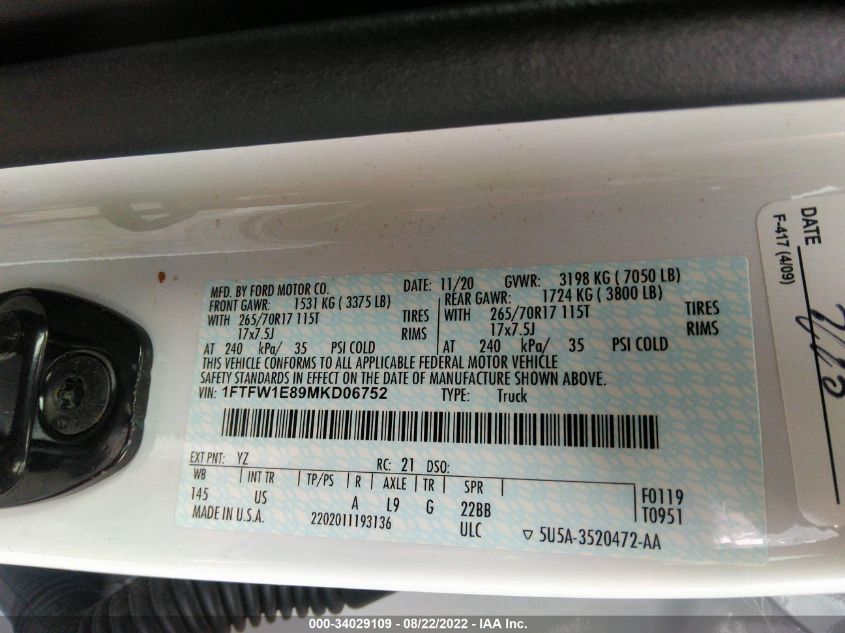 MFD. BY FORD MOTOR CO. DATE: 11/20 GVWR: 3198 KG ( 7050 LB)
FRONT GAWR: 1531 KG ( 3375 LB) REAR GAWR: 1724 KG ( 3800 LB)
WITH 265/70R17 115T TIRES WITH 265/70R17 115T TIRES
17x7.5J RIMS 17x7.5J RIMS
AT 240 kPa/ 35 PSI COLD AT 240 kPa/ 35 PSI COLD
THIS VEHICLE CONFORMS TO ALL APPLICABLE FEDERAL MOTOR VEHICLE
SAFETY STANDARDS IN EFFECT ON THE DATE OF MANUFACTURE SHOWN ABOVE.
VIN: 1FTFW1E89MKD06752 TYPE: Truck
EXT PNT: YZ RC: 21 DSO:
WB INT TR TP/PS R AXLE TR SPR
145 US A L9 G 22BB F0119
MADE IN U.S.A. 2202011193136 ULC T0951
5U5A-3520472-AA
DATE
F-417 (4/09)
000-34029109 - 08/22/2022 - IAA Inc.